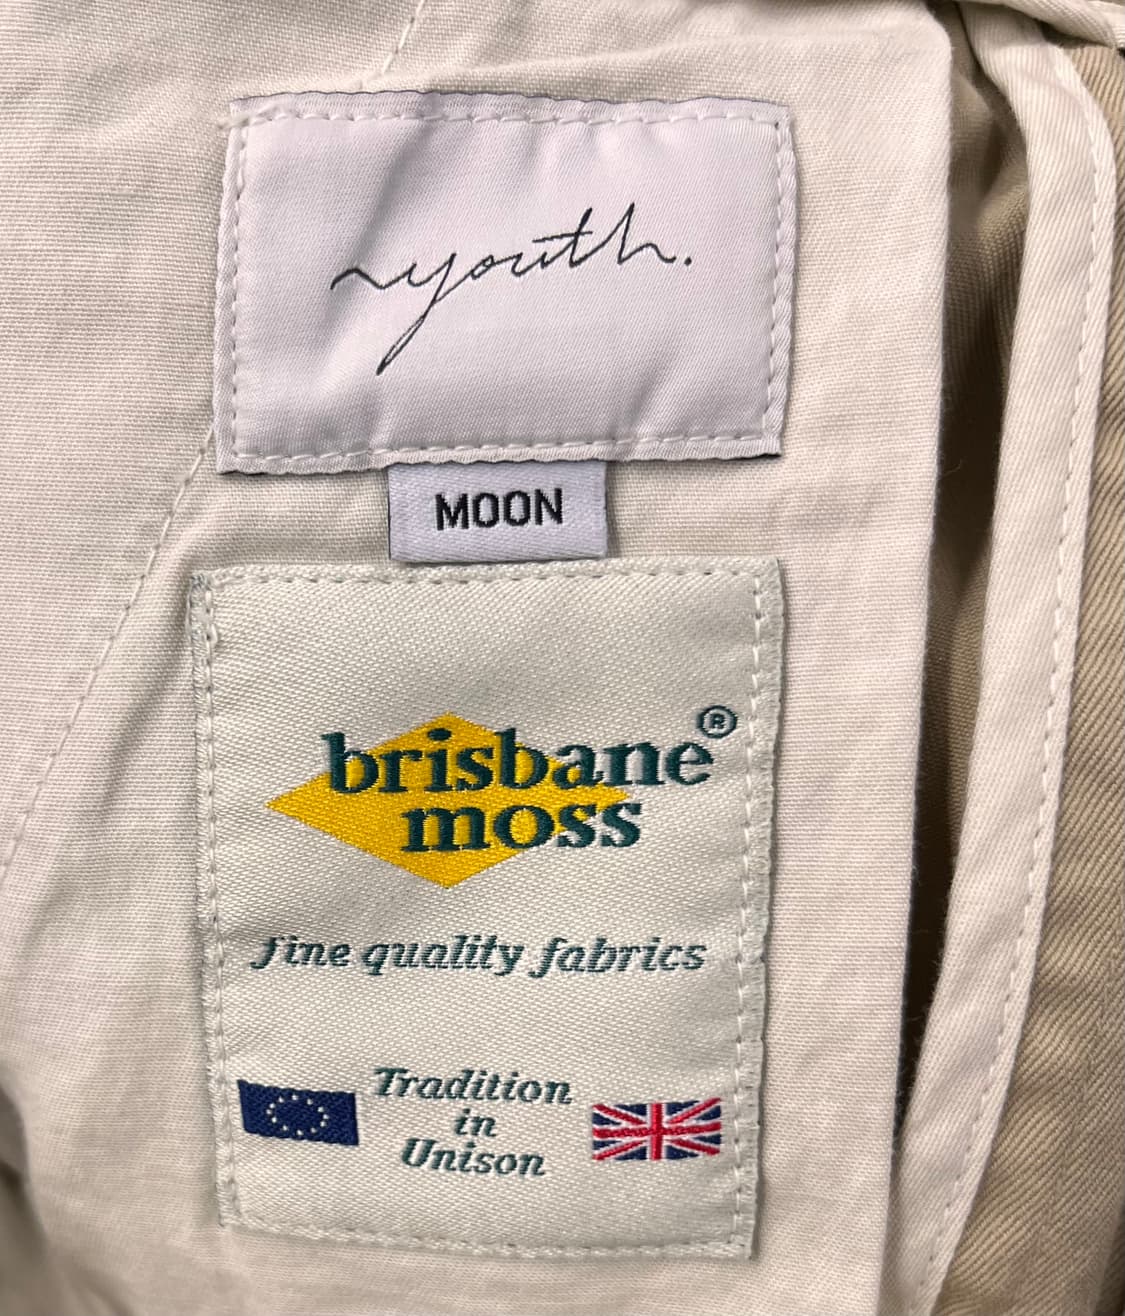 youth.
MOON
brisbane®
moss
fine quality fabrics
Tradition
in
Unison